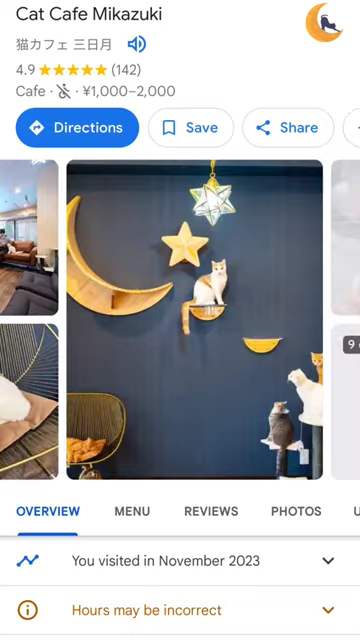 Cat Cafe Mikazuki
猫カフェ 三日月
4.9 (142)
Cafe · ¥1,000–2,000
Directions
Save
Share
9
OVERVIEW
MENU
REVIEWS
PHOTOS
You visited in November 2023
Hours may be incorrect